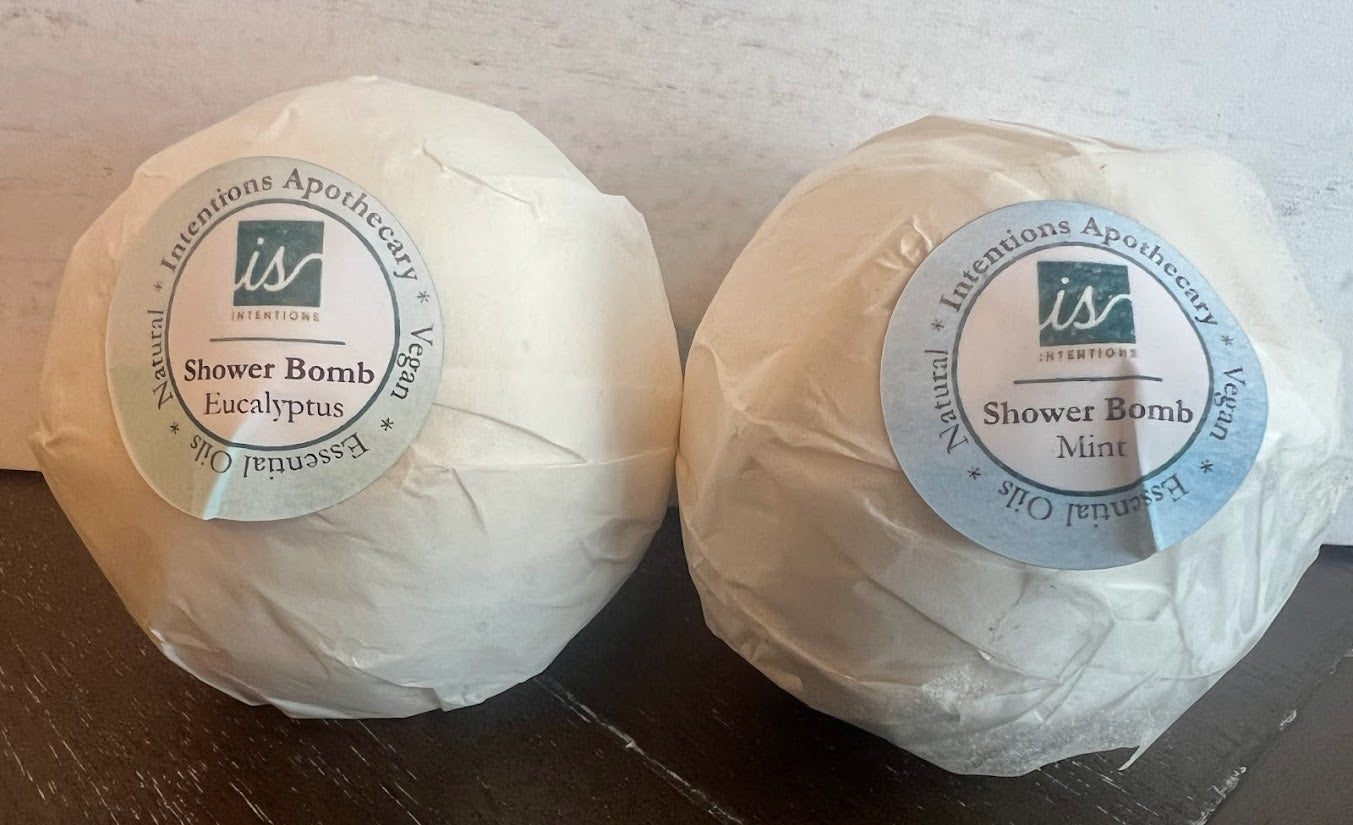 * Intentions Apothecary *
Natural
is
INTENTIONS
Shower Bomb
Eucalyptus
Vegan
* Essential Oils *
* Intentions Apothecary *
Natural
is
INTENTIONS
Shower Bomb
Mint
Vegan
* Essential Oils *